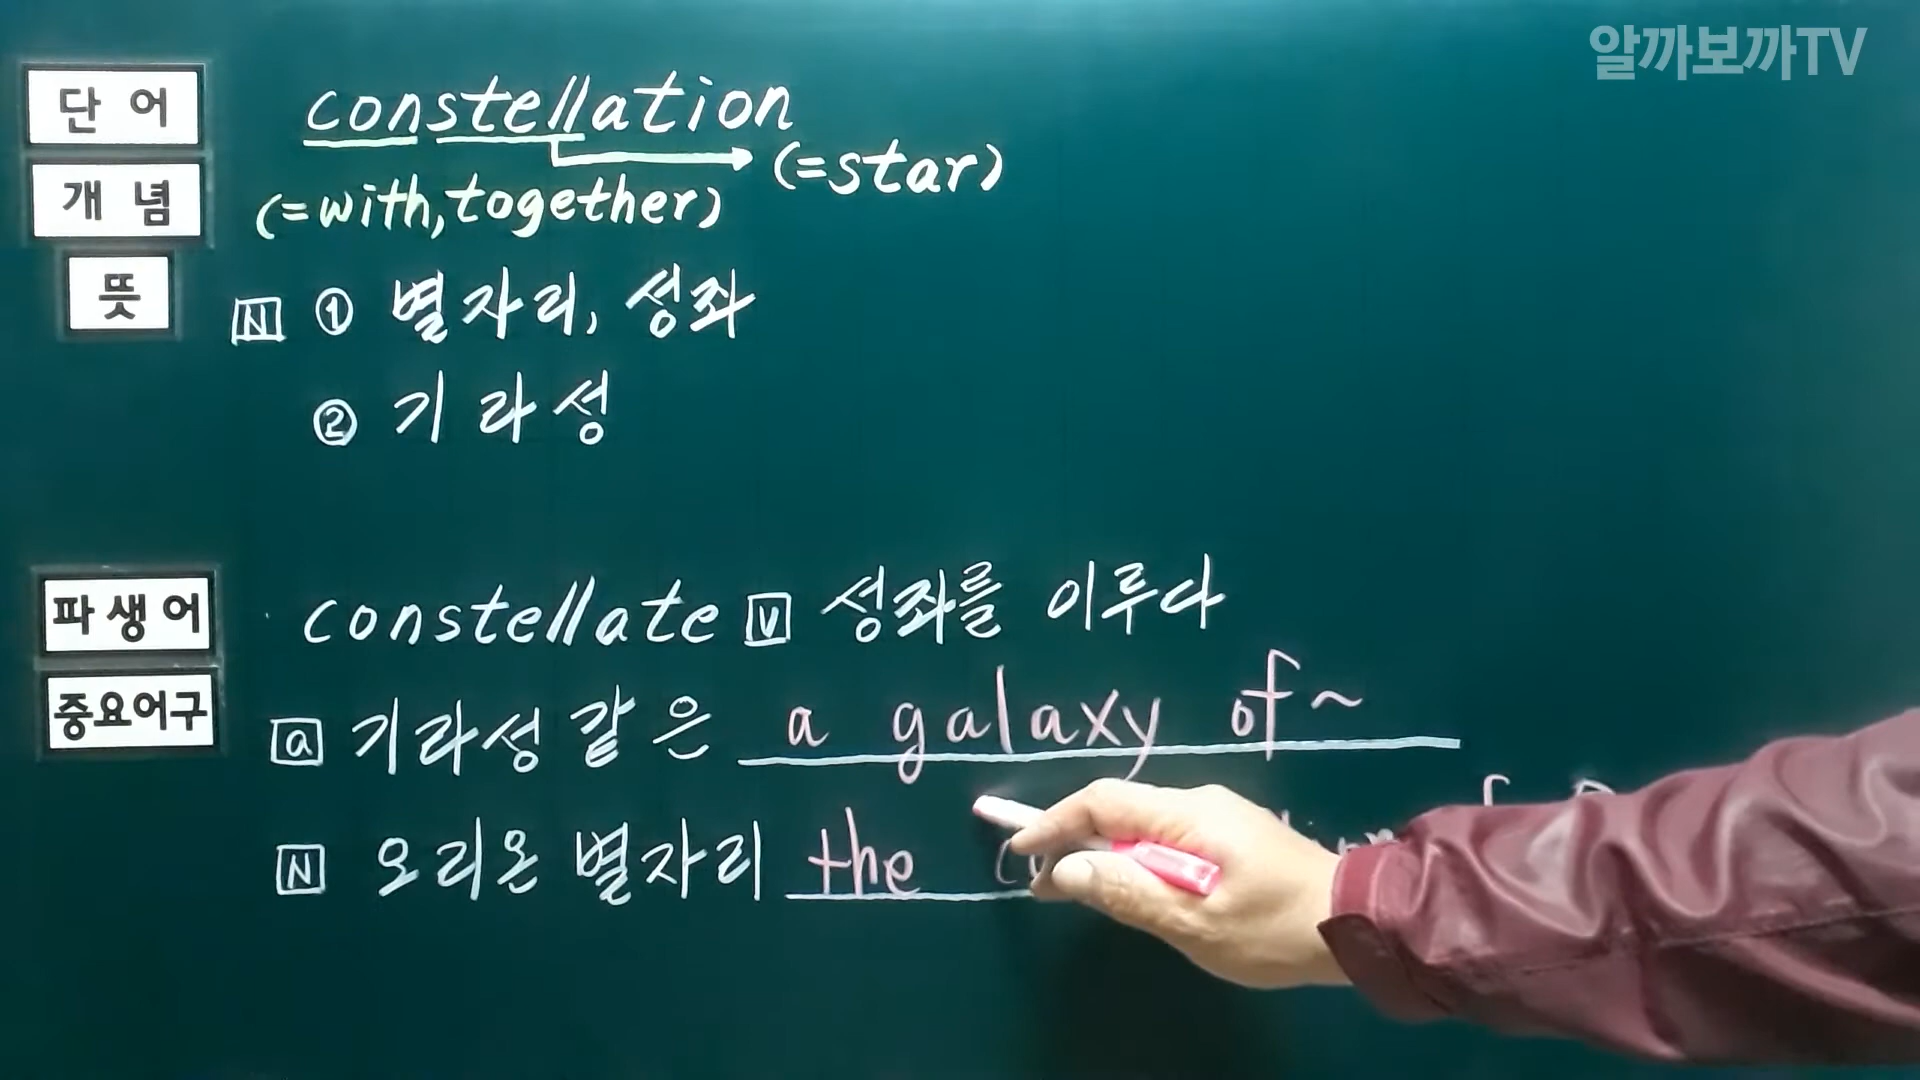 알까보까TV
단어 constellation
(=star)
개념 (=with, together)
뜻 N ① 별자리, 성좌
② 기라성
파생어 constellate V 성좌를 이루다
중요어구 a 기라성 같은 a galaxy of~
N 오리온 별자리 the